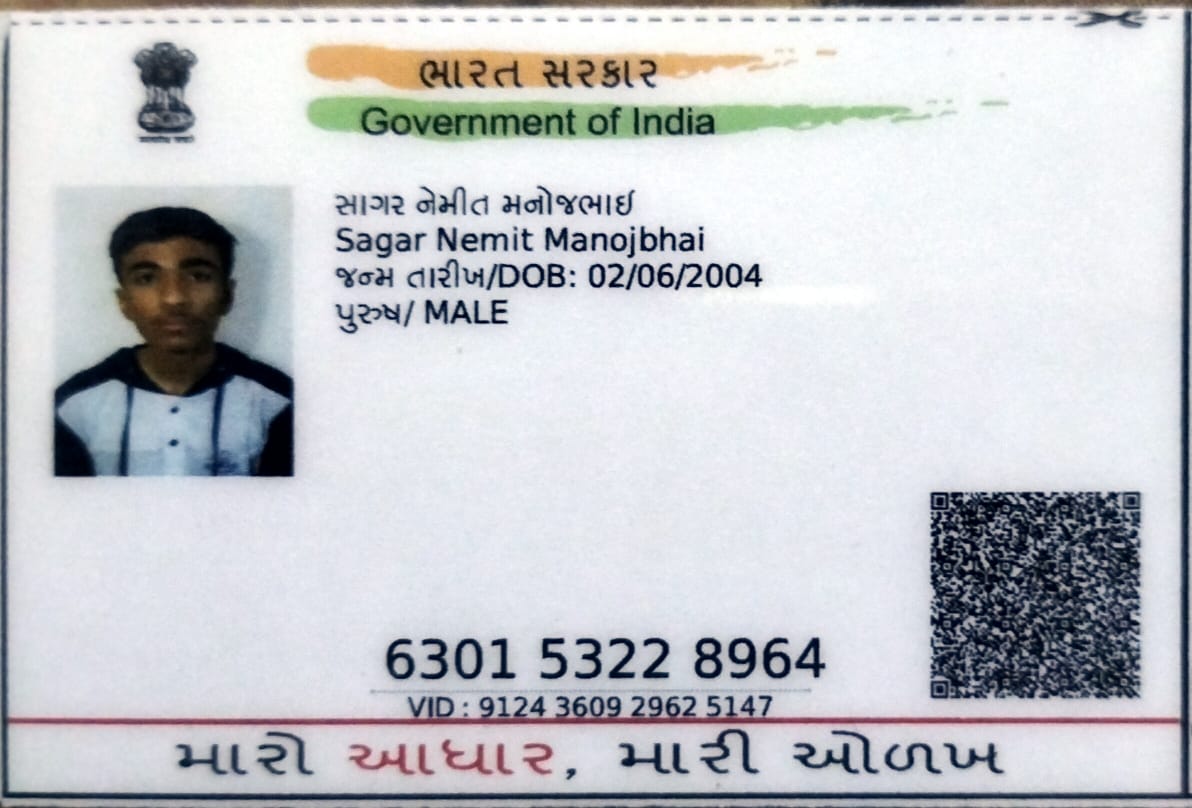 ભારત સરકાર
Government of India
સાગર નેમીત મનોજભાઈ
Sagar Nemit Manojbhai
જન્મ તારીખ/DOB: 02/06/2004
પુરુષ/ MALE
6301 5322 8964
VID : 9124 3609 2962 5147
મારો આધાર, મારી ઓળખ